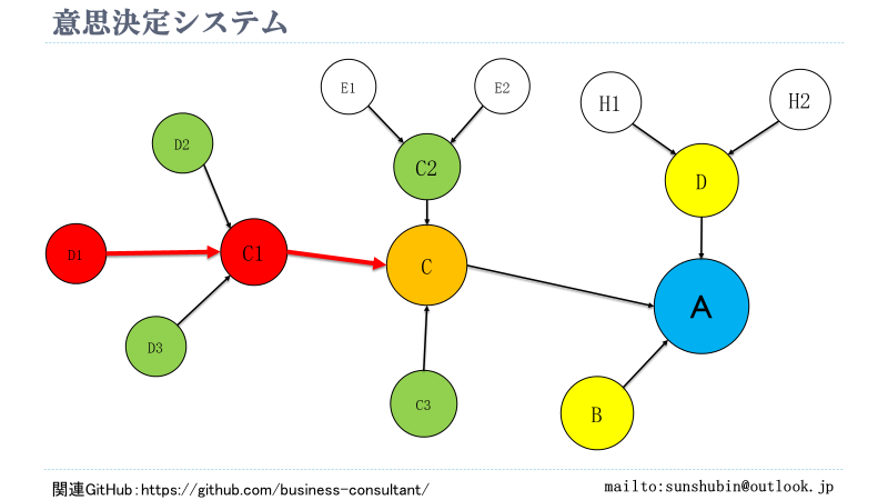 意思決定システム
E1
E2
H1
H2
D2
C2
D
D1
C1
C
A
D3
C3
B
関連GitHub：https://github.com/business-consultant/
mailto:sunshubin@outlook.jp